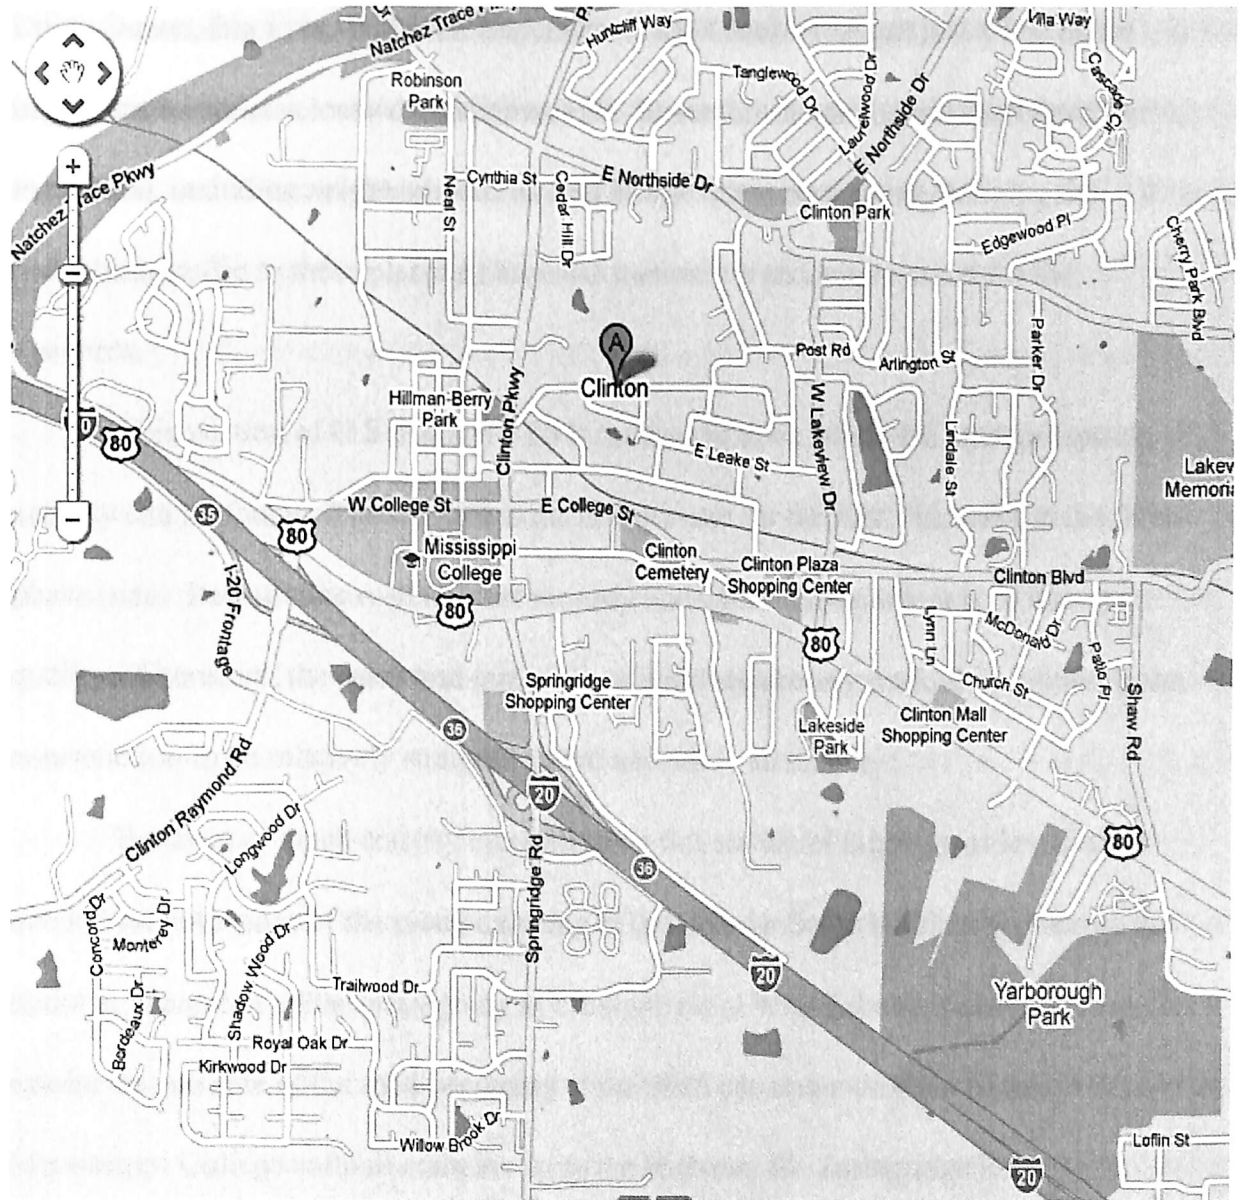 Natchez Trace Pkwy
Huntcliff Way
Villa Way
Robinson
Park
Tanglewood Dr
Laurelwood Dr
E Northside Dr
Cascade Cir
Natchez Trace Pkwy
Neal St
Cynthia St
Cedar Hill Dr
E Northside Dr
Clinton Park
Edgewood Pl
Cherry Park Blvd
+
−
−
A
Clinton
Post Rd
Arlington St
Parker Dr
Hillman Berry
Park
Clinton Pkwy
W Lakeview Dr
E Leake St
Lakev
Memoria
80
35
80
W College St
E College St
Mississippi
College
80
Clinton
Cemetery
Clinton Plaza
Shopping Center
Clinton Blvd
I-20 Frontage
80
Lynn Ln
McDonald Dr
Church St
Shaw Rd
Springridge
Shopping Center
36
Lakeside
Park
Clinton Mall
Shopping Center
20
80
Clinton Raymond Rd
Longwood Dr
Springridge Rd
36
Concord Dr
Monterey Dr
Shadow Wood Dr
Trailwood Dr
20
Yarborough
Park
Bordeaux Dr
Royal Oak Dr
Kirkwood Dr
Willow Brook Dr
Loflin St
20